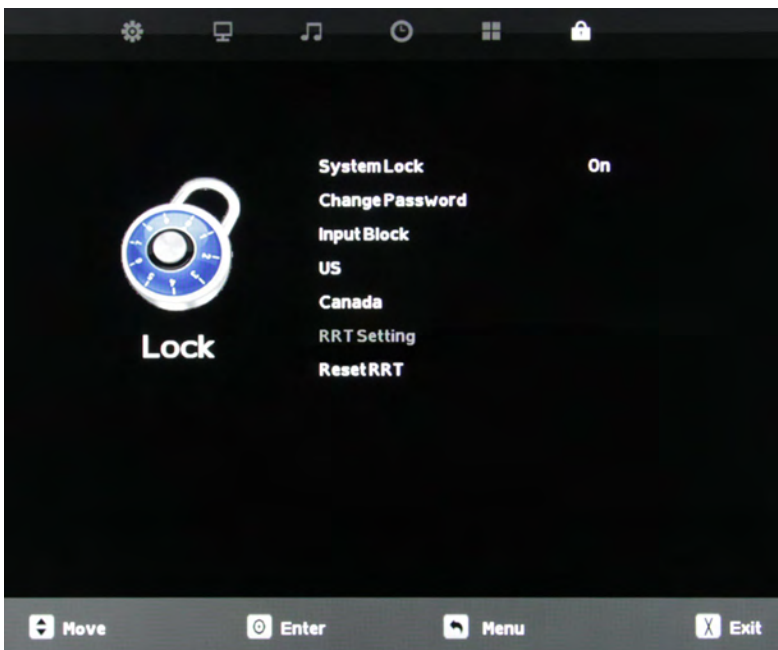 System Lock On
Change Password
Input Block
US
Canada
RRT Setting
Reset RRT
Lock
Move Enter Menu Exit